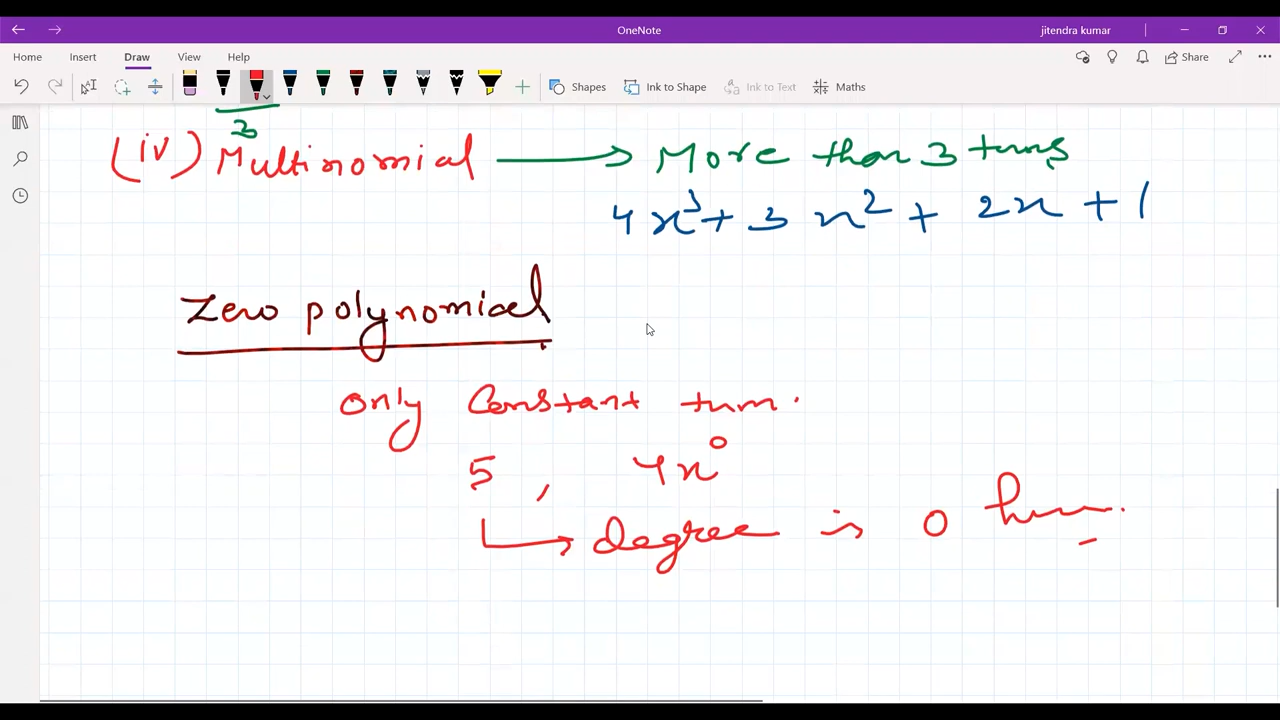 OneNote
jitendra kumar
Home Insert Draw View Help
Share
Shapes Ink to Shape Ink to Text Maths
3
(iv) Multinomial → More than 3 terms
4x³ + 3x² + 2x + 1
Zero polynomial
only constant term.
5, 4x⁰
↳ degree is 0 here.